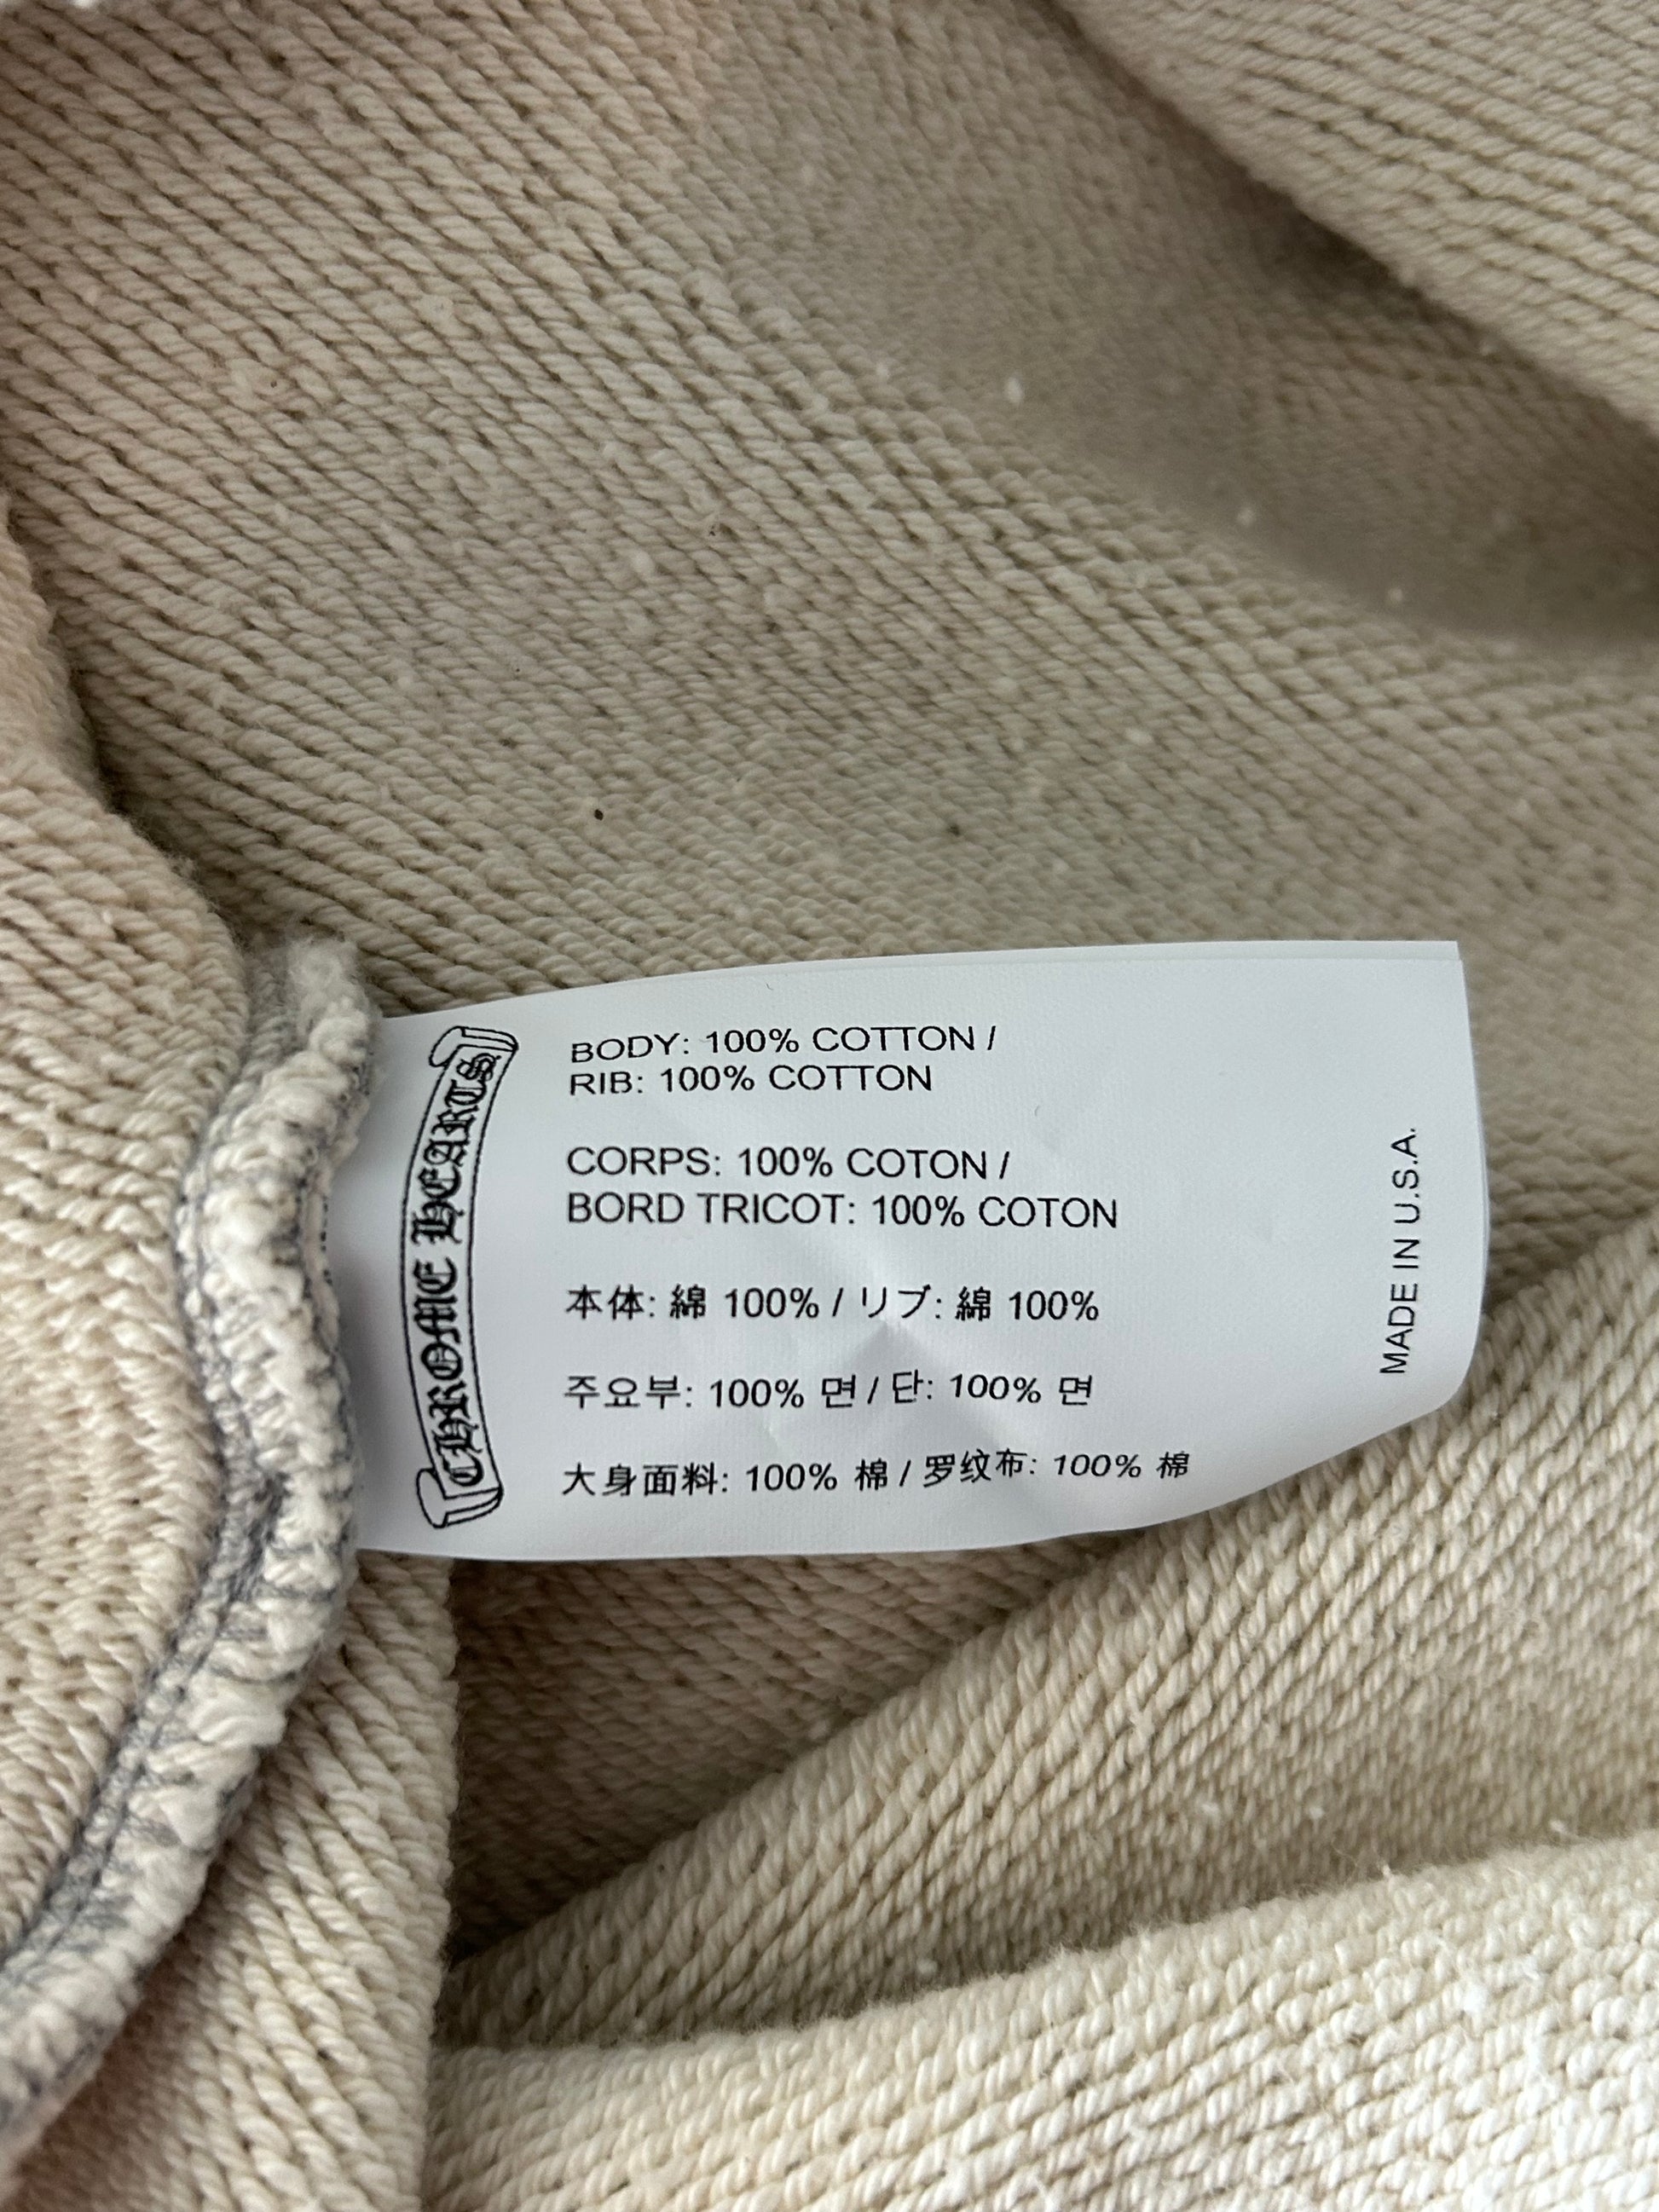 CHROME HEARTS
BODY: 100% COTTON /
RIB: 100% COTTON
CORPS: 100% COTON /
BORD TRICOT: 100% COTON
本体: 綿 100% / リブ: 綿 100%
주요부: 100% 면 / 단: 100% 면
大身面料: 100% 棉 / 罗纹布: 100% 棉
MADE IN U.S.A.